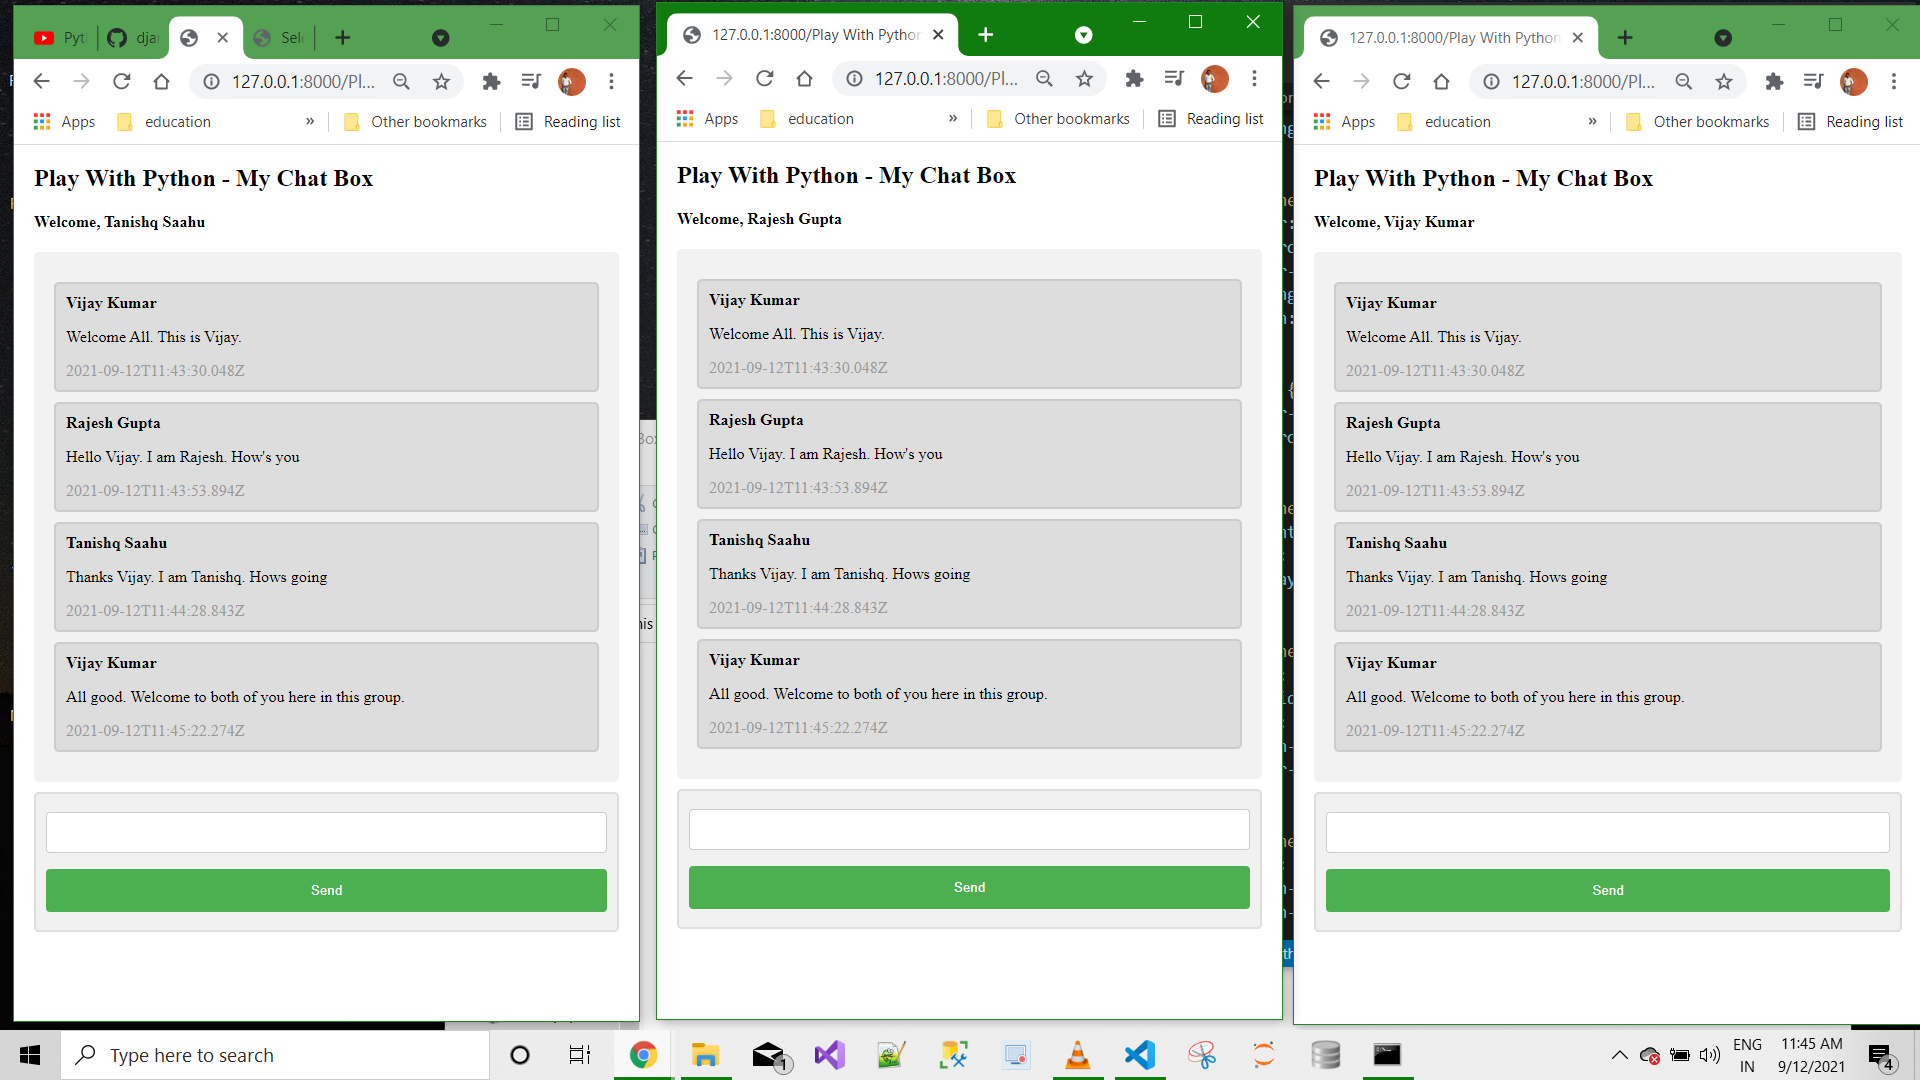 Pyt
djan
Sele
127.0.0.1:8000/Pl...
Apps
education
»
Other bookmarks
Reading list
Play With Python - My Chat Box
Welcome, Tanishq Saahu
Vijay Kumar
Welcome All. This is Vijay.
2021-09-12T11:43:30.048Z
Rajesh Gupta
Hello Vijay. I am Rajesh. How's you
2021-09-12T11:43:53.894Z
Tanishq Saahu
Thanks Vijay. I am Tanishq. Hows going
2021-09-12T11:44:28.843Z
Vijay Kumar
All good. Welcome to both of you here in this group.
2021-09-12T11:45:22.274Z
Send
127.0.0.1:8000/Play With Python
127.0.0.1:8000/Pl...
Apps
education
»
Other bookmarks
Reading list
Play With Python - My Chat Box
Welcome, Rajesh Gupta
Vijay Kumar
Welcome All. This is Vijay.
2021-09-12T11:43:30.048Z
Rajesh Gupta
Hello Vijay. I am Rajesh. How's you
2021-09-12T11:43:53.894Z
Tanishq Saahu
Thanks Vijay. I am Tanishq. Hows going
2021-09-12T11:44:28.843Z
Vijay Kumar
All good. Welcome to both of you here in this group.
2021-09-12T11:45:22.274Z
Send
127.0.0.1:8000/Play With Python
127.0.0.1:8000/Pl...
Apps
education
»
Other bookmarks
Reading list
Play With Python - My Chat Box
Welcome, Vijay Kumar
Vijay Kumar
Welcome All. This is Vijay.
2021-09-12T11:43:30.048Z
Rajesh Gupta
Hello Vijay. I am Rajesh. How's you
2021-09-12T11:43:53.894Z
Tanishq Saahu
Thanks Vijay. I am Tanishq. Hows going
2021-09-12T11:44:28.843Z
Vijay Kumar
All good. Welcome to both of you here in this group.
2021-09-12T11:45:22.274Z
Send
Type here to search
1
ENG
IN
11:45 AM
9/12/2021
4